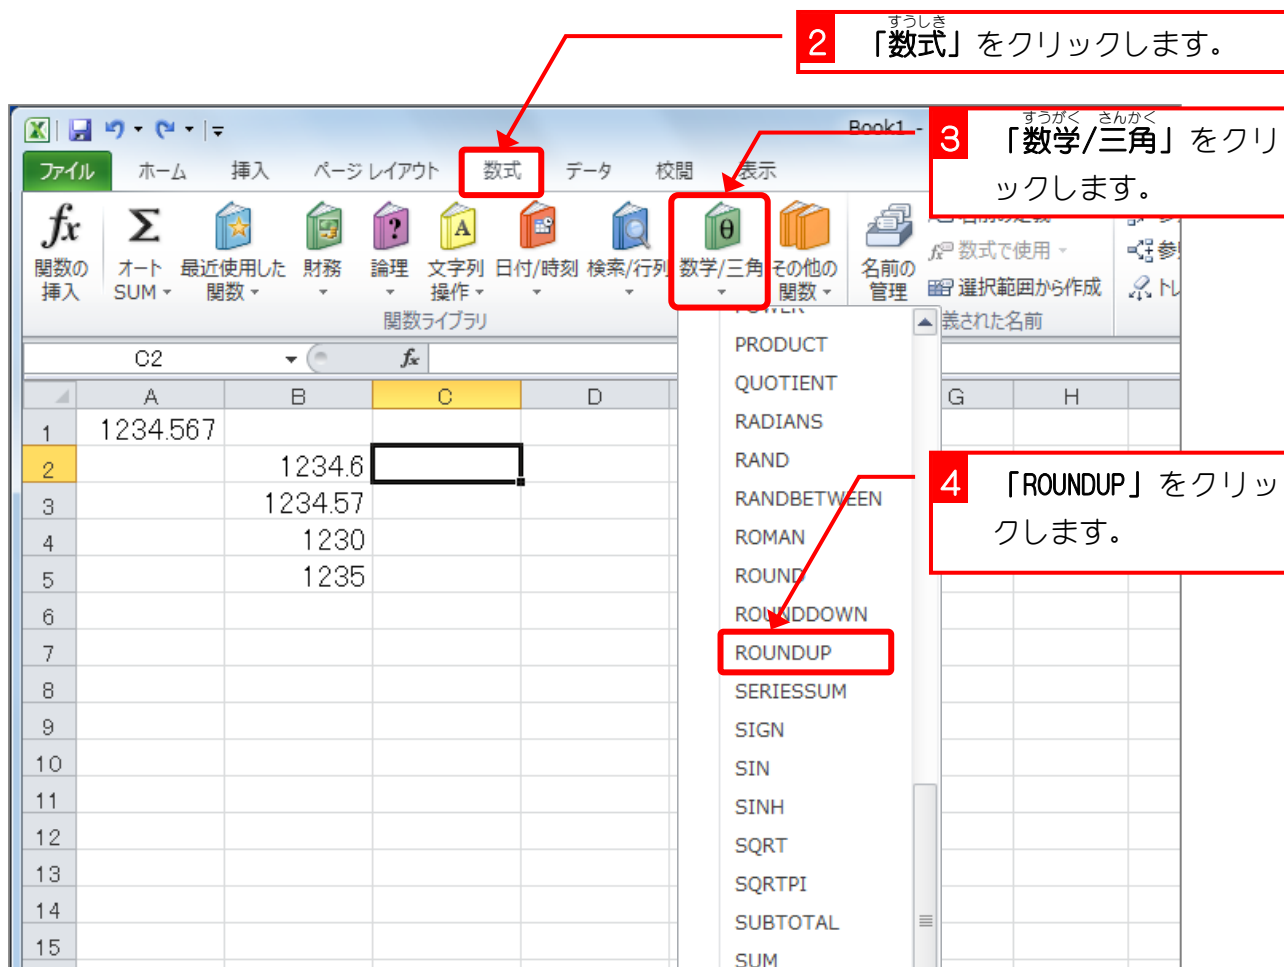 2 「数式」をクリックします。
すうしき
Book1 -
3 「数学/三角」をクリ
すうがく さんかく
ックします。
ファイル ホーム 挿入 ページ レイアウト 数式 データ 校閲 表示
fx Σ ? A θ
関数の挿入
オート SUM
最近使用した関数
財務
論理
文字列操作
日付/時刻
検索/行列
数学/三角
その他の関数
名前の管理
数式で使用
選択範囲から作成
関数ライブラリ
義された名前
C2 fx
A B C D G H
1 1234.567
2 1234.6
3 1234.57
4 1230
5 1235
6
7
8
9
10
11
12
13
14
15
PRODUCT
QUOTIENT
RADIANS
RAND
RANDBETWEEN
ROMAN
ROUND
ROUNDDOWN
ROUNDUP
SERIESSUM
SIGN
SIN
SINH
SQRT
SQRTPI
SUBTOTAL
SUM
4 「ROUNDUP」をクリッ
クします。